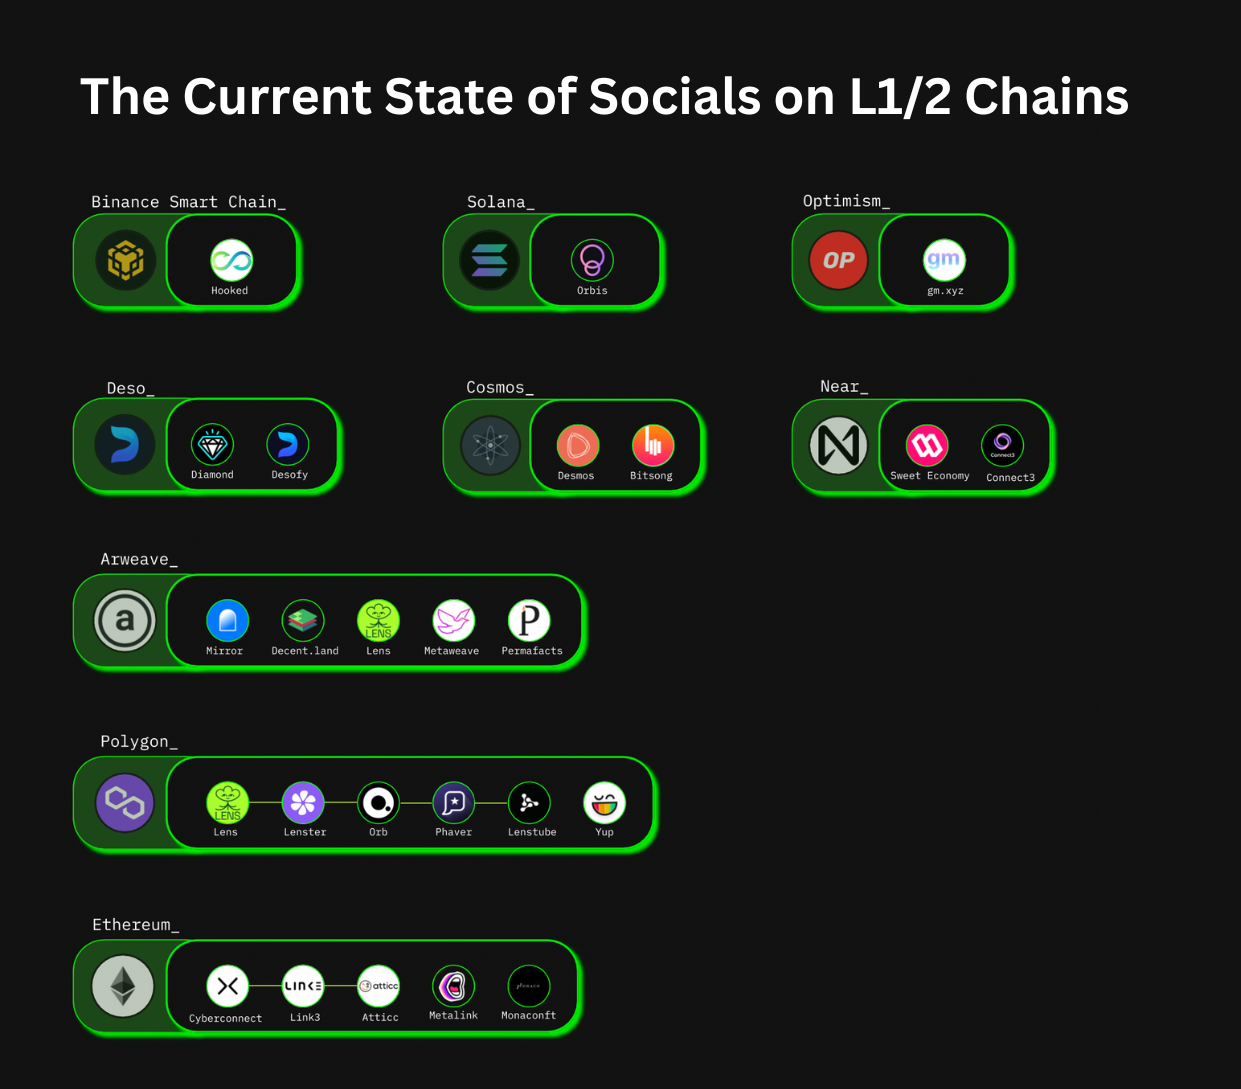 The Current State of Socials on L1/2 Chains
Binance Smart Chain_
Hooked
Solana_
Orbis
Optimism_
OP
gm
gm.xyz
Deso_
Diamond
Desofy
Cosmos_
Desmos
Bitsong
Near_
Sweet Economy
Connect3
Connect3
Arweave_
a
Mirror
Decent.land
LENS
Lens
Metaweave
P
Permafacts
Polygon_
LENS
Lens
Lenster
Orb
Phaver
Lenstube
Yup
Ethereum_
Cyberconnect
LINK3
Link3
atticc
Atticc
Metalink
Monaconft